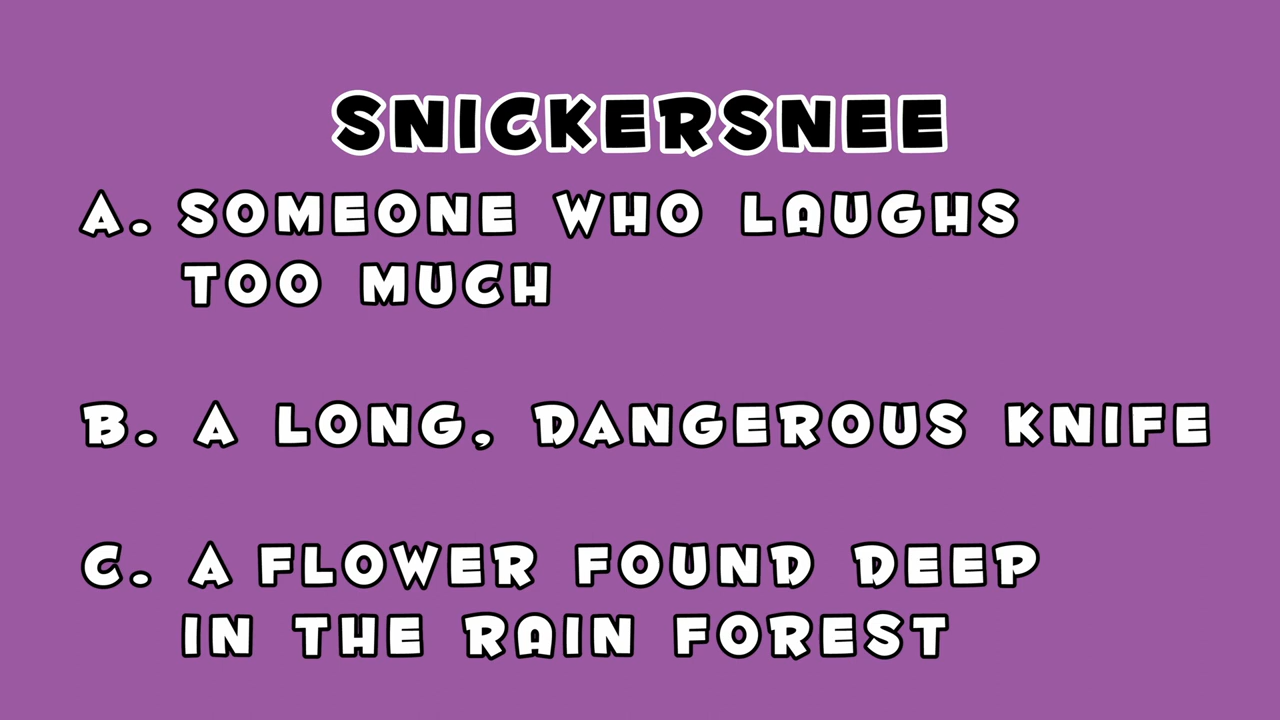 SNICKERSNEE
A. SOMEONE WHO LAUGHS
TOO MUCH
B. A LONG, DANGEROUS KNIFE
C. A FLOWER FOUND DEEP
IN THE RAIN FOREST